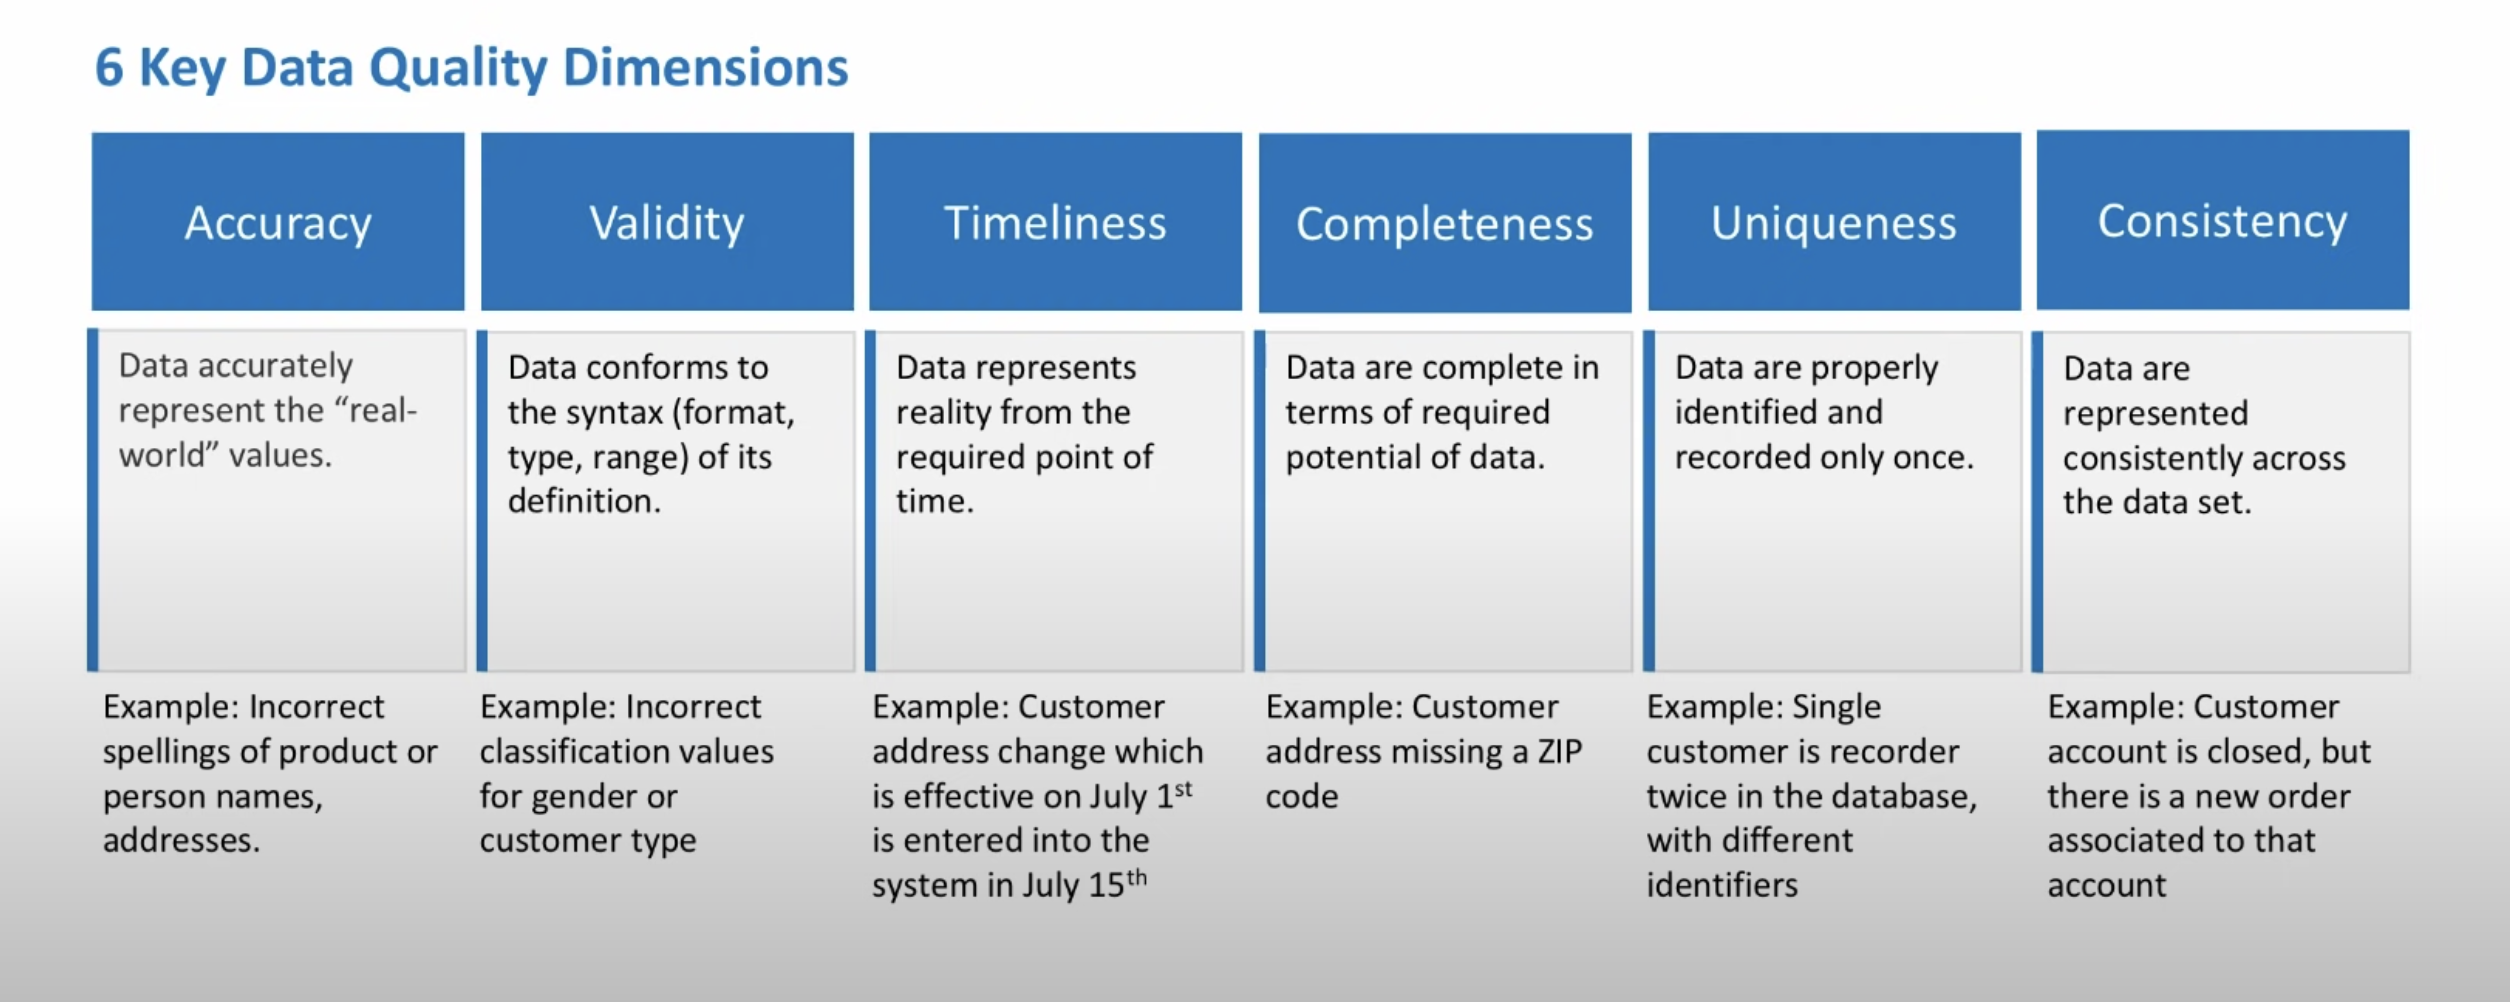 6 Key Data Quality Dimensions
Accuracy
Data accurately
represent the “real-
world” values.
Example: Incorrect
spellings of product or
person names,
addresses.
Validity
Data conforms to
the syntax (format,
type, range) of its
definition.
Example: Incorrect
classification values
for gender or
customer type
Timeliness
Data represents
reality from the
required point of
time.
Example: Customer
address change which
is effective on July 1st
is entered into the
system in July 15th
Completeness
Data are complete in
terms of required
potential of data.
Example: Customer
address missing a ZIP
code
Uniqueness
Data are properly
identified and
recorded only once.
Example: Single
customer is recorder
twice in the database,
with different
identifiers
Consistency
Data are
represented
consistently across
the data set.
Example: Customer
account is closed, but
there is a new order
associated to that
account